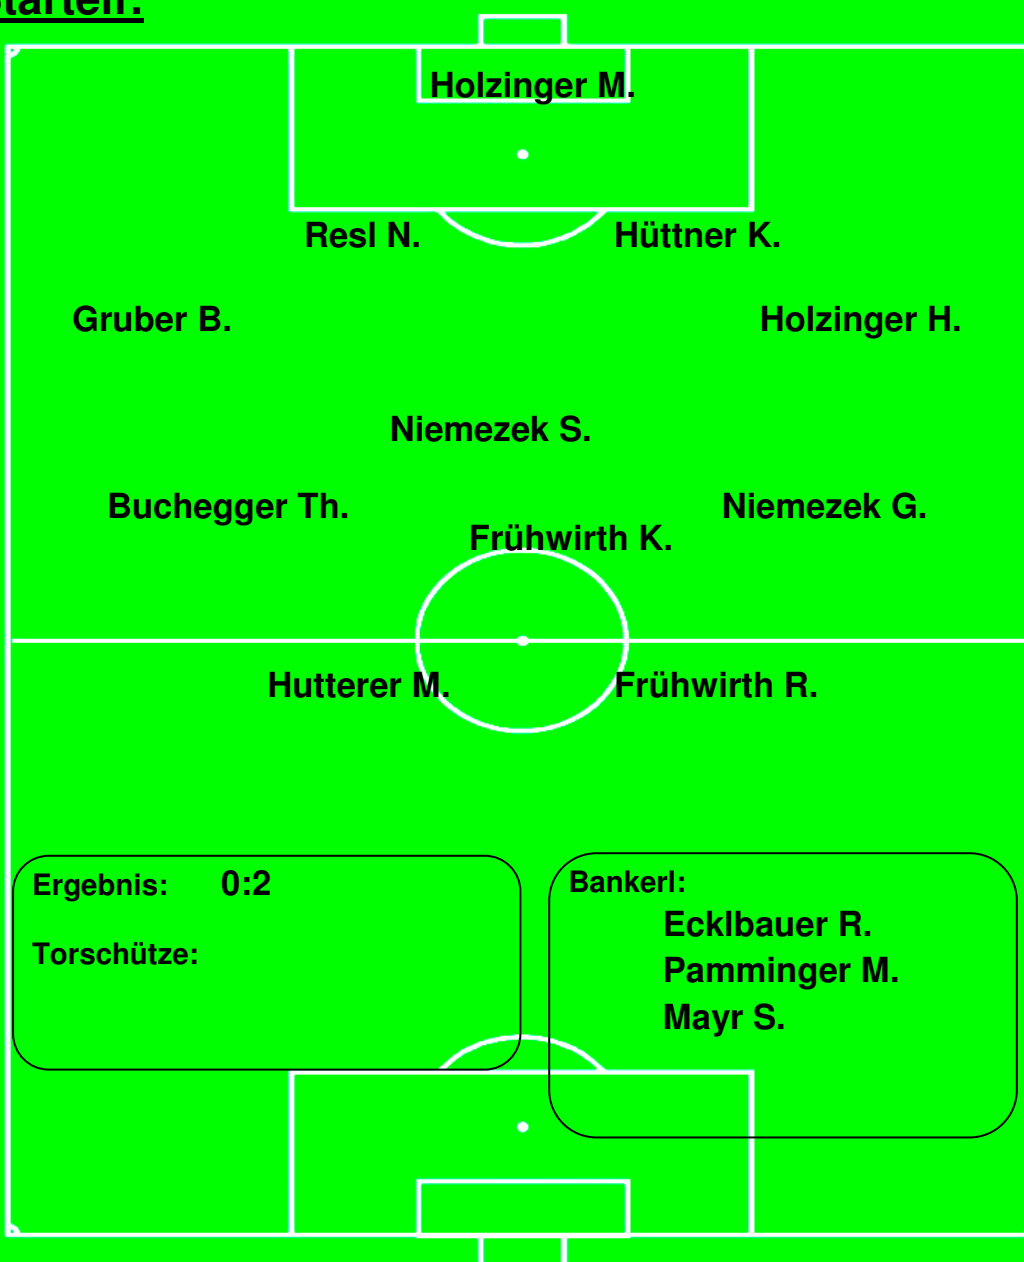 Startelf:
Holzinger M.
Resl N. Hüttner K.
Gruber B. Holzinger H.
Niemezek S.
Buchegger Th. Niemezek G.
Frühwirth K.
Hutterer M. Frühwirth R.
Ergebnis: 0:2
Torschütze:
Bankerl:
Ecklbauer R.
Pamminger M.
Mayr S.